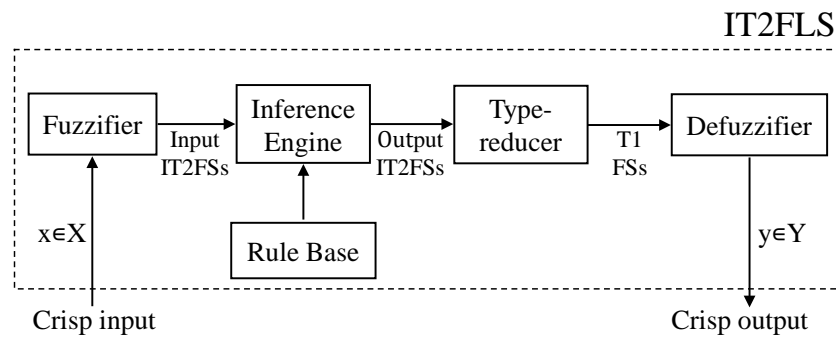 IT2FLS
Fuzzifier
Input
IT2FSs
Inference
Engine
Output
IT2FSs
Type-
reducer
T1
FSs
Defuzzifier
x∈X
Rule Base
y∈Y
Crisp input
Crisp output